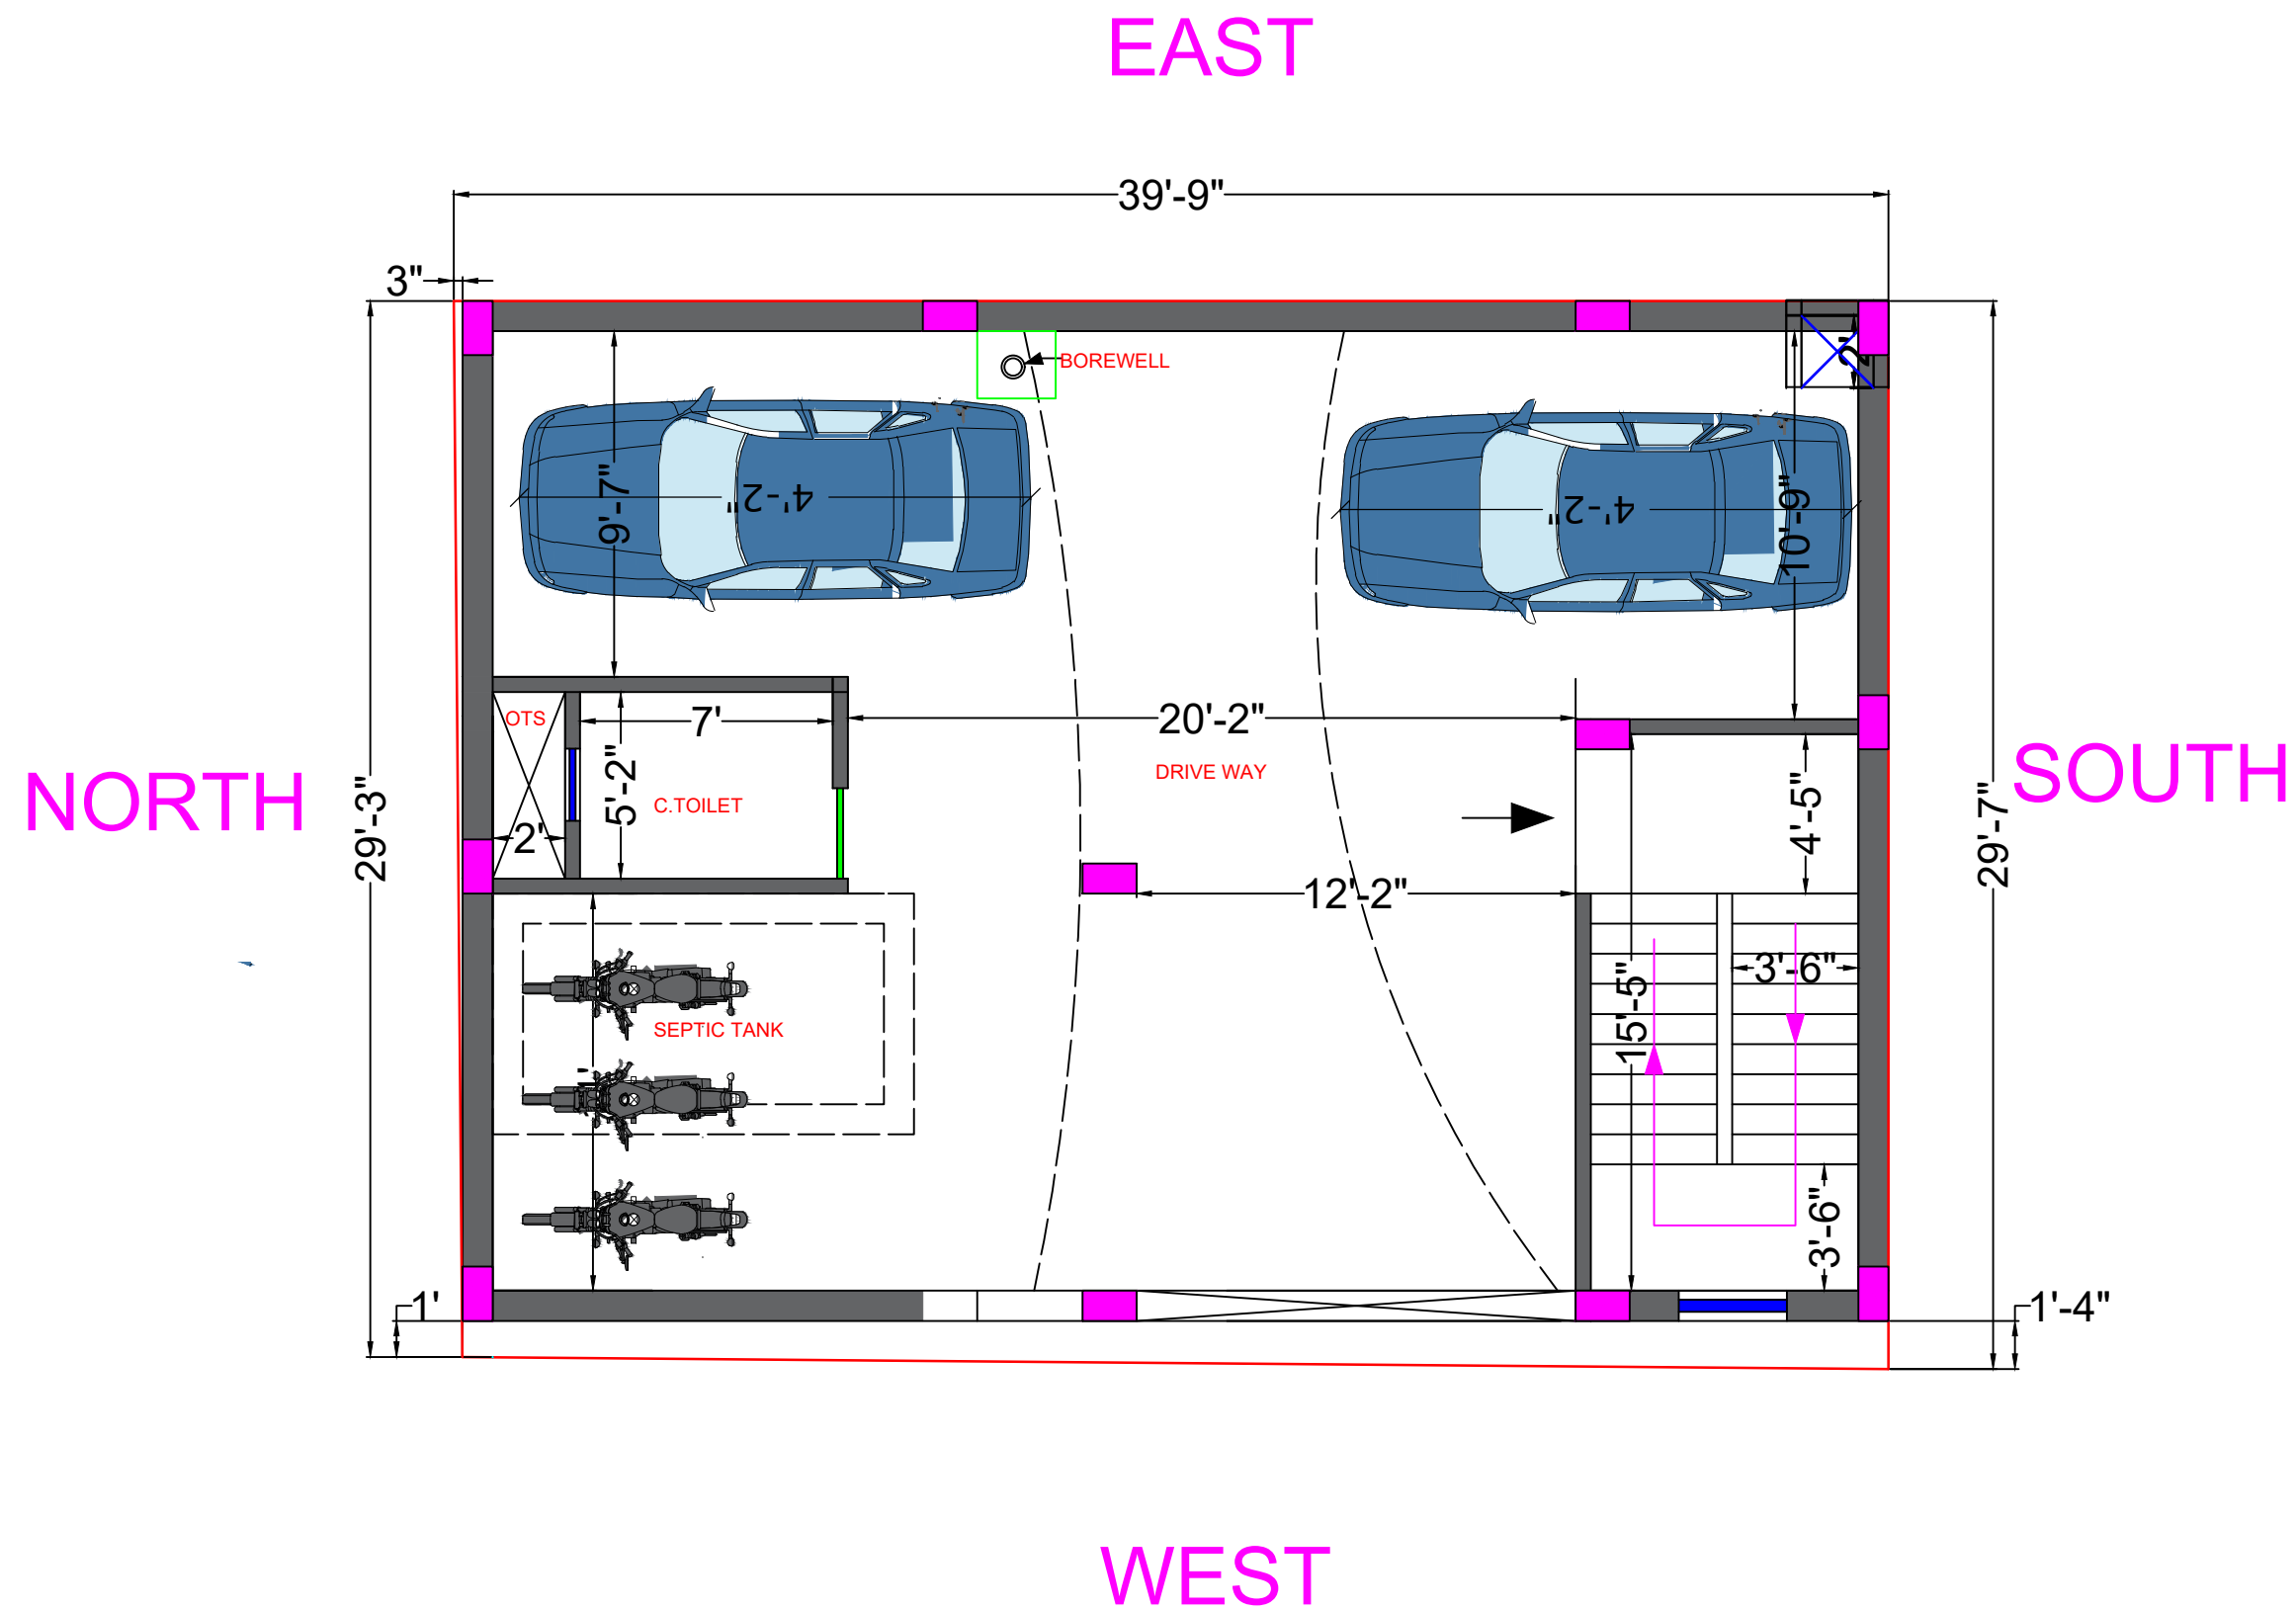 EAST
39'-9"
3"
BOREWELL
2'
9'-7"
4'-2"
4'-2"
10'-9"
OTS
7'
20'-2"
NORTH
29'-3"
2'
5'-2"
C.TOILET
DRIVE WAY
4'-5"
29'-7"
SOUTH
12'-2"
15'-5"
3'-6"
SEPTIC TANK
3'-6"
1'
1'-4"
WEST